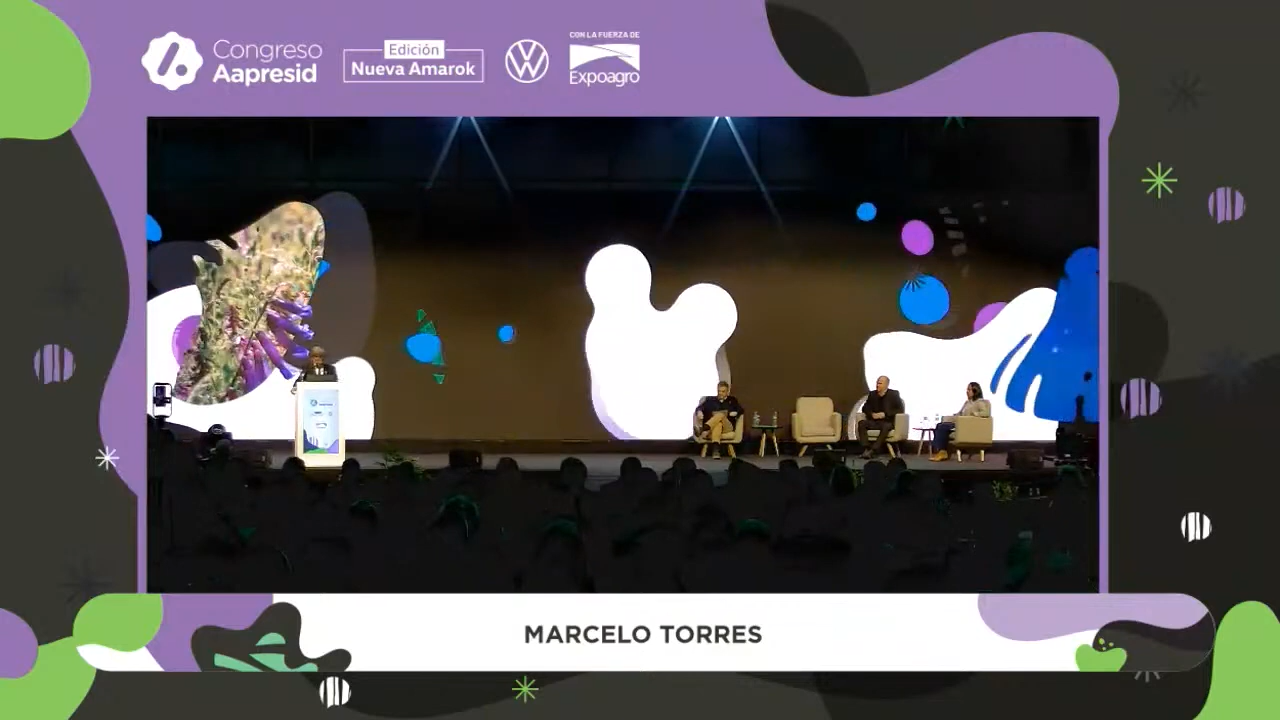 Congreso
Aapresid
Edición
Nueva Amarok
CON LA FUERZA DE
Expoagro
MARCELO TORRES